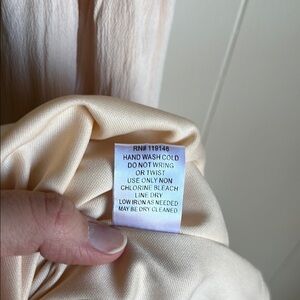 RN# 119146
HAND WASH COLD
DO NOT WRING
OR TWIST
USE ONLY NON
CHLORINE BLEACH
LINE DRY
LOW IRON AS NEEDED
MAY BE DRY CLEANED